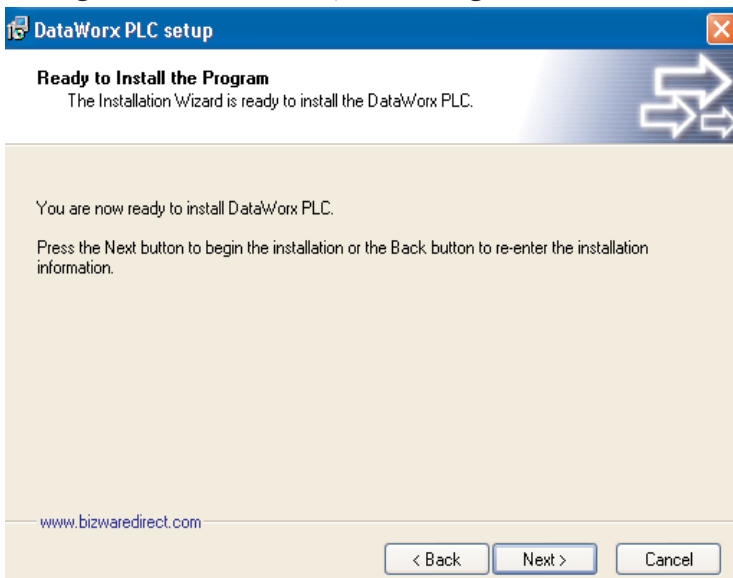 DataWorx PLC setup
Ready to Install the Program
The Installation Wizard is ready to install the DataWorx PLC.
You are now ready to install DataWorx PLC.
Press the Next button to begin the installation or the Back button to re-enter the installation
information.
www.bizwaredirect.com
< Back Next > Cancel